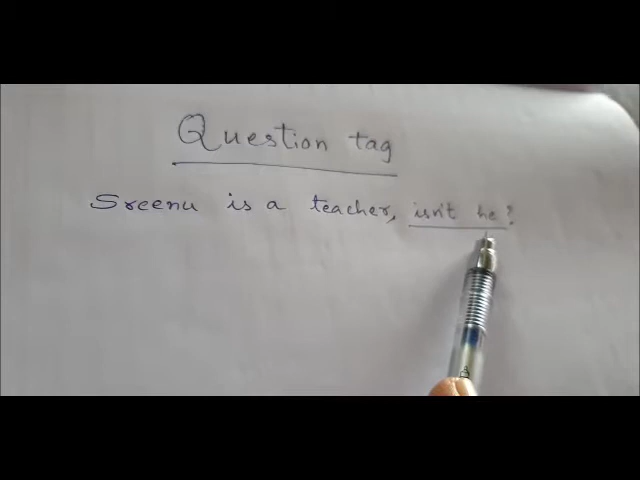 Question tag
Sreenu is a teacher, isn't he?